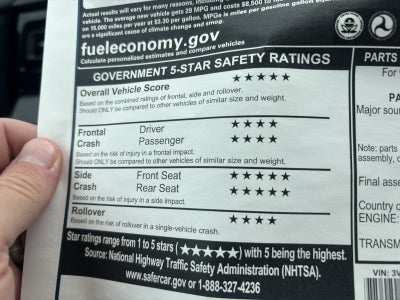 Actual results will vary for many reasons, including
vehicle. The average new vehicle gets 29 MPG and costs $8,500 to
on 15,000 miles per year at $3.30 per gallon. MPGe is miles per gasoline gallon
are a significant cause of climate change and smog.
fueleconomy.gov
Calculate personalized estimates and compare vehicles
GOVERNMENT 5-STAR SAFETY RATINGS
Overall Vehicle Score ★★★★★
Based on the combined ratings of frontal, side and rollover.
Should ONLY be compared to other vehicles of similar size and weight.
Frontal Driver ★★★★
Crash Passenger ★★★★
Based on the risk of injury in a frontal impact.
Should ONLY be compared to other vehicles of similar size and weight.
Side Front Seat ★★★★★
Crash Rear Seat ★★★★★
Based on the risk of injury in a side impact.
Rollover ★★★★
Based on the risk of rollover in a single-vehicle crash.
Star ratings range from 1 to 5 stars (★★★★★) with 5 being the highest.
Source: National Highway Traffic Safety Administration (NHTSA).
www.safercar.gov or 1-888-327-4236
PARTS
For
PA
Major sour
Note: parts
assembly,
Final asse
Country o
ENGINE:
TRANSM
VIN: 3V